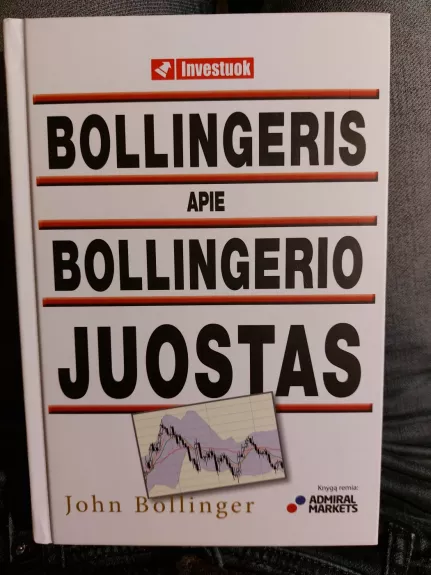 Investuok
BOLLINGERIS
APIE
BOLLINGERIO
JUOSTAS
John Bollinger
Knygą remia:
ADMIRAL
MARKETS